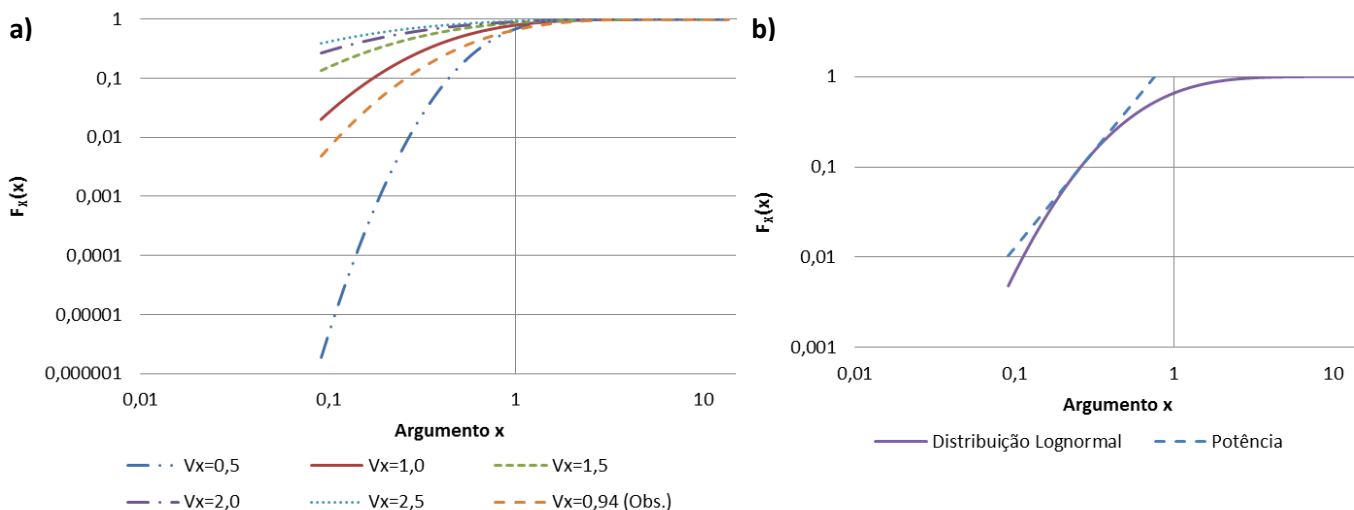 a)
1
0,1
0,01
0,001
0,0001
0,00001
0,000001
F_X(x)
0,01
0,1
1
10
Argumento x
Vx=0,5
Vx=1,0
Vx=1,5
Vx=2,0
Vx=2,5
Vx=0,94 (Obs.)
b)
1
0,1
0,01
0,001
F_X(x)
0,01
0,1
1
10
Argumento x
Distribuição Lognormal
Potência